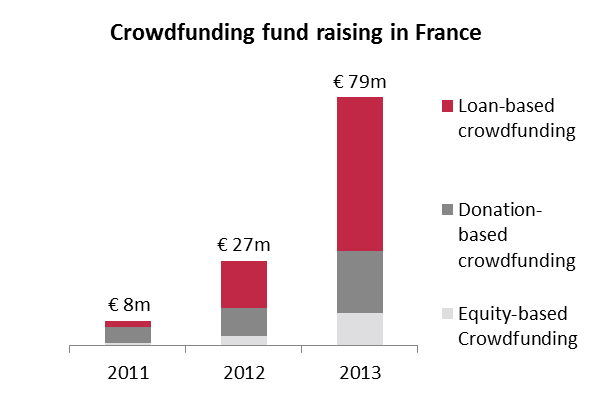 Crowdfunding fund raising in France
€ 79m
€ 27m
€ 8m
Loan-based
crowdfunding
Donation-
based
crowdfunding
Equity-based
Crowdfunding
2011
2012
2013